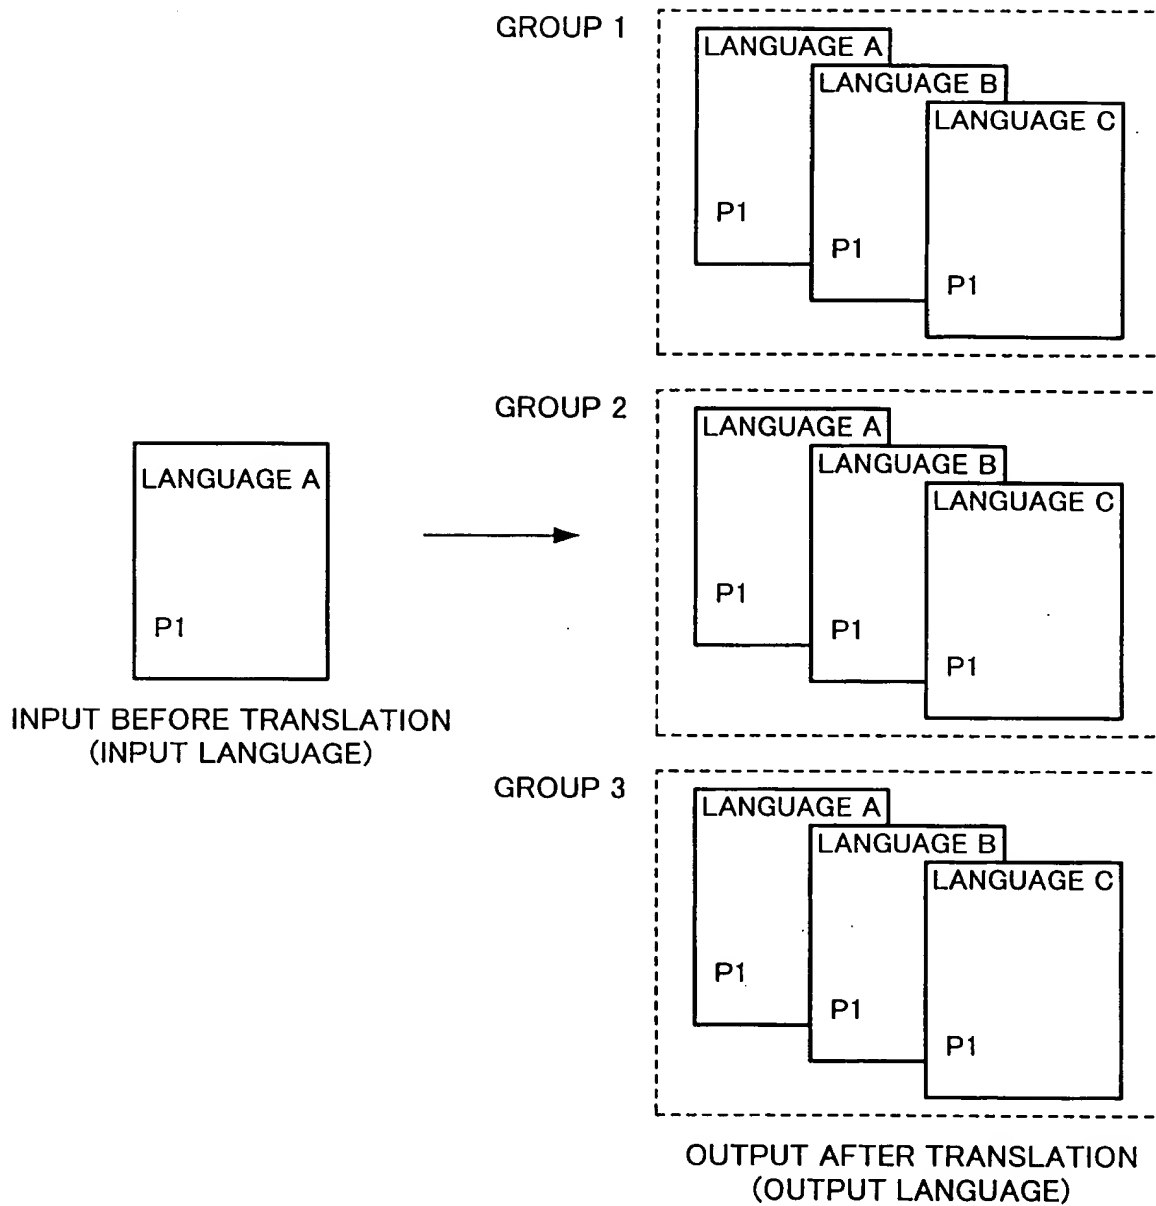 GROUP 1
LANGUAGE A
LANGUAGE B
LANGUAGE C
P1
P1
P1
GROUP 2
LANGUAGE A
LANGUAGE B
LANGUAGE C
P1
P1
P1
LANGUAGE A
P1
INPUT BEFORE TRANSLATION
(INPUT LANGUAGE)
GROUP 3
LANGUAGE A
LANGUAGE B
LANGUAGE C
P1
P1
P1
OUTPUT AFTER TRANSLATION
(OUTPUT LANGUAGE)